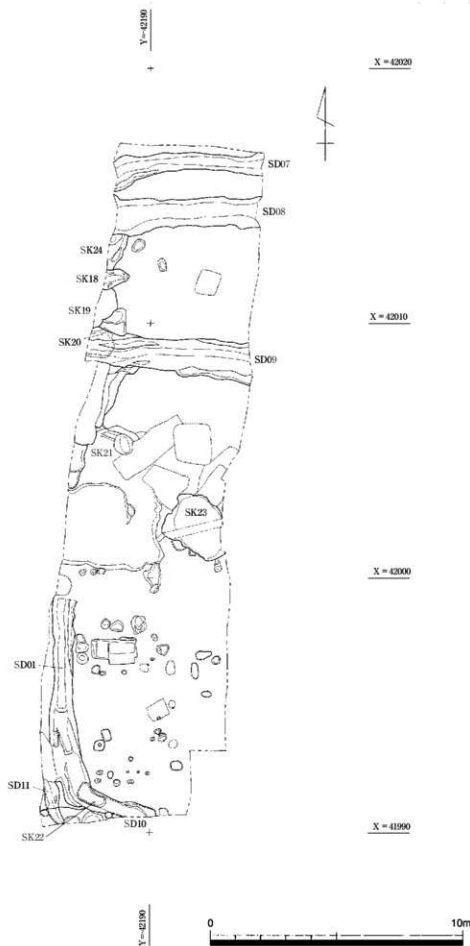 Y=-42190
X=42020
SD07
SD08
SK24
SK18
SK19
X=42010
SK20
SD09
SK21
SK23
X=42000
SD01
SD11
SD10
X=41990
SK22
Y=-42190
0
10m